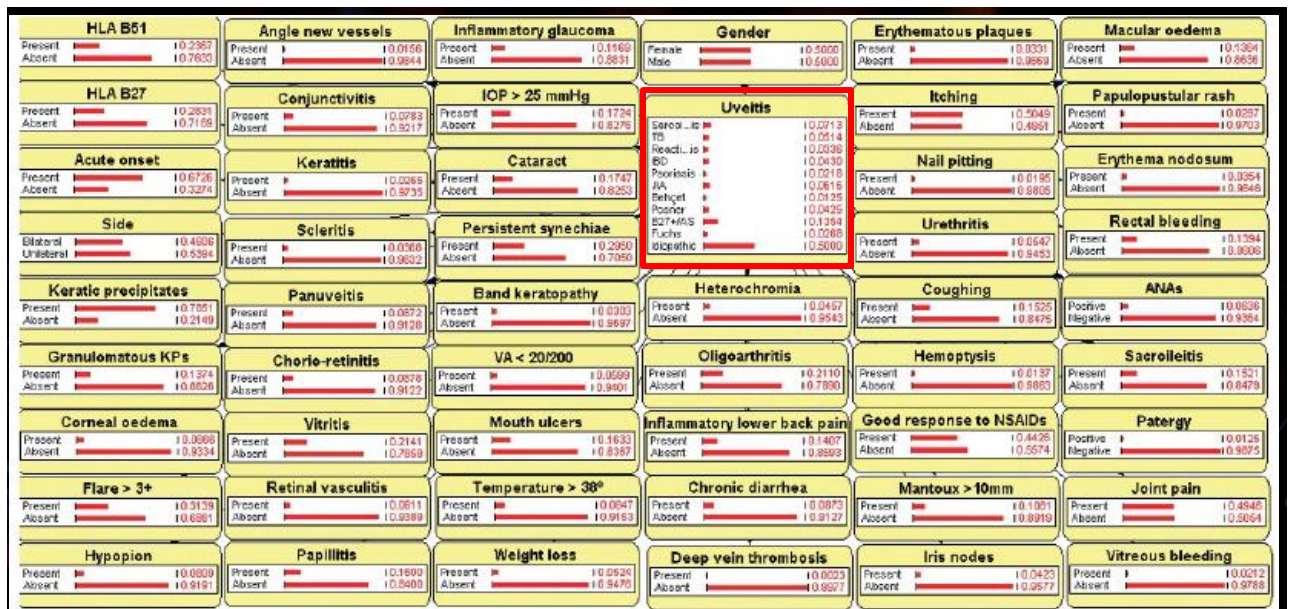 HLA B51
Present 0.2367
Absent 0.7633
Angle new vessels
Present 0.0156
Absent 0.9844
Inflammatory glaucoma
Present 0.1169
Absent 0.8831
Gender
Female 0.5000
Male 0.5000
Erythematous plaques
Present 0.0331
Absent 0.9669
Macular oedema
Present 0.1364
Absent 0.8636
HLA B27
Present 0.2831
Absent 0.7169
Conjunctivitis
Present 0.0783
Absent 0.9217
IOP > 25 mmHg
Present 0.1724
Absent 0.8276
Uveitis
Sarcoi...is 0.0713
TB 0.0514
Reacti...is 0.0336
IBD 0.0430
Psoriasis 0.0218
JIA 0.0616
Behçet 0.0125
Posner 0.0425
B27+/AS 0.1354
Fuchs 0.0268
Idiopathic 0.5000
Itching
Present 0.5049
Absent 0.4951
Papulopustular rash
Present 0.0297
Absent 0.9703
Acute onset
Present 0.6726
Absent 0.3274
Keratitis
Present 0.0265
Absent 0.9735
Cataract
Present 0.1747
Absent 0.8253
Nail pitting
Present 0.0195
Absent 0.9805
Erythema nodosum
Present 0.0354
Absent 0.9646
Side
Bilateral 0.4606
Unilateral 0.5394
Scleritis
Present 0.0368
Absent 0.9632
Persistent synechiae
Present 0.2950
Absent 0.7050
Urethritis
Present 0.0547
Absent 0.9453
Rectal bleeding
Present 0.1394
Absent 0.8606
Keratic precipitates
Present 0.7851
Absent 0.2149
Panuveitis
Present 0.0872
Absent 0.9128
Band keratopathy
Present 0.0303
Absent 0.9697
Heterochromia
Present 0.0457
Absent 0.9543
Coughing
Present 0.1525
Absent 0.8475
ANAs
Positive 0.0636
Negative 0.9364
Granulomatous KPs
Present 0.1374
Absent 0.8626
Chorio-retinitis
Present 0.0878
Absent 0.9122
VA < 20/200
Present 0.0599
Absent 0.9401
Oligoarthritis
Present 0.2110
Absent 0.7890
Hemoptysis
Present 0.0137
Absent 0.9863
Sacroileitis
Present 0.1521
Absent 0.8479
Corneal oedema
Present 0.0666
Absent 0.9334
Vitritis
Present 0.2141
Absent 0.7859
Mouth ulcers
Present 0.1633
Absent 0.8367
Inflammatory lower back pain
Present 0.1407
Absent 0.8593
Good response to NSAIDs
Present 0.4426
Absent 0.5574
Patergy
Positive 0.0125
Negative 0.9875
Flare > 3+
Present 0.3139
Absent 0.6861
Retinal vasculitis
Present 0.0611
Absent 0.9389
Temperature > 38º
Present 0.0847
Absent 0.9153
Chronic diarrhea
Present 0.0873
Absent 0.9127
Mantoux >10mm
Present 0.1081
Absent 0.8919
Joint pain
Present 0.4946
Absent 0.5054
Hypopion
Present 0.0809
Absent 0.9191
Papillitis
Present 0.1600
Absent 0.8400
Weight loss
Present 0.0524
Absent 0.9476
Deep vein thrombosis
Present 0.0023
Absent 0.9977
Iris nodes
Present 0.0423
Absent 0.9577
Vitreous bleeding
Present 0.0212
Absent 0.9788